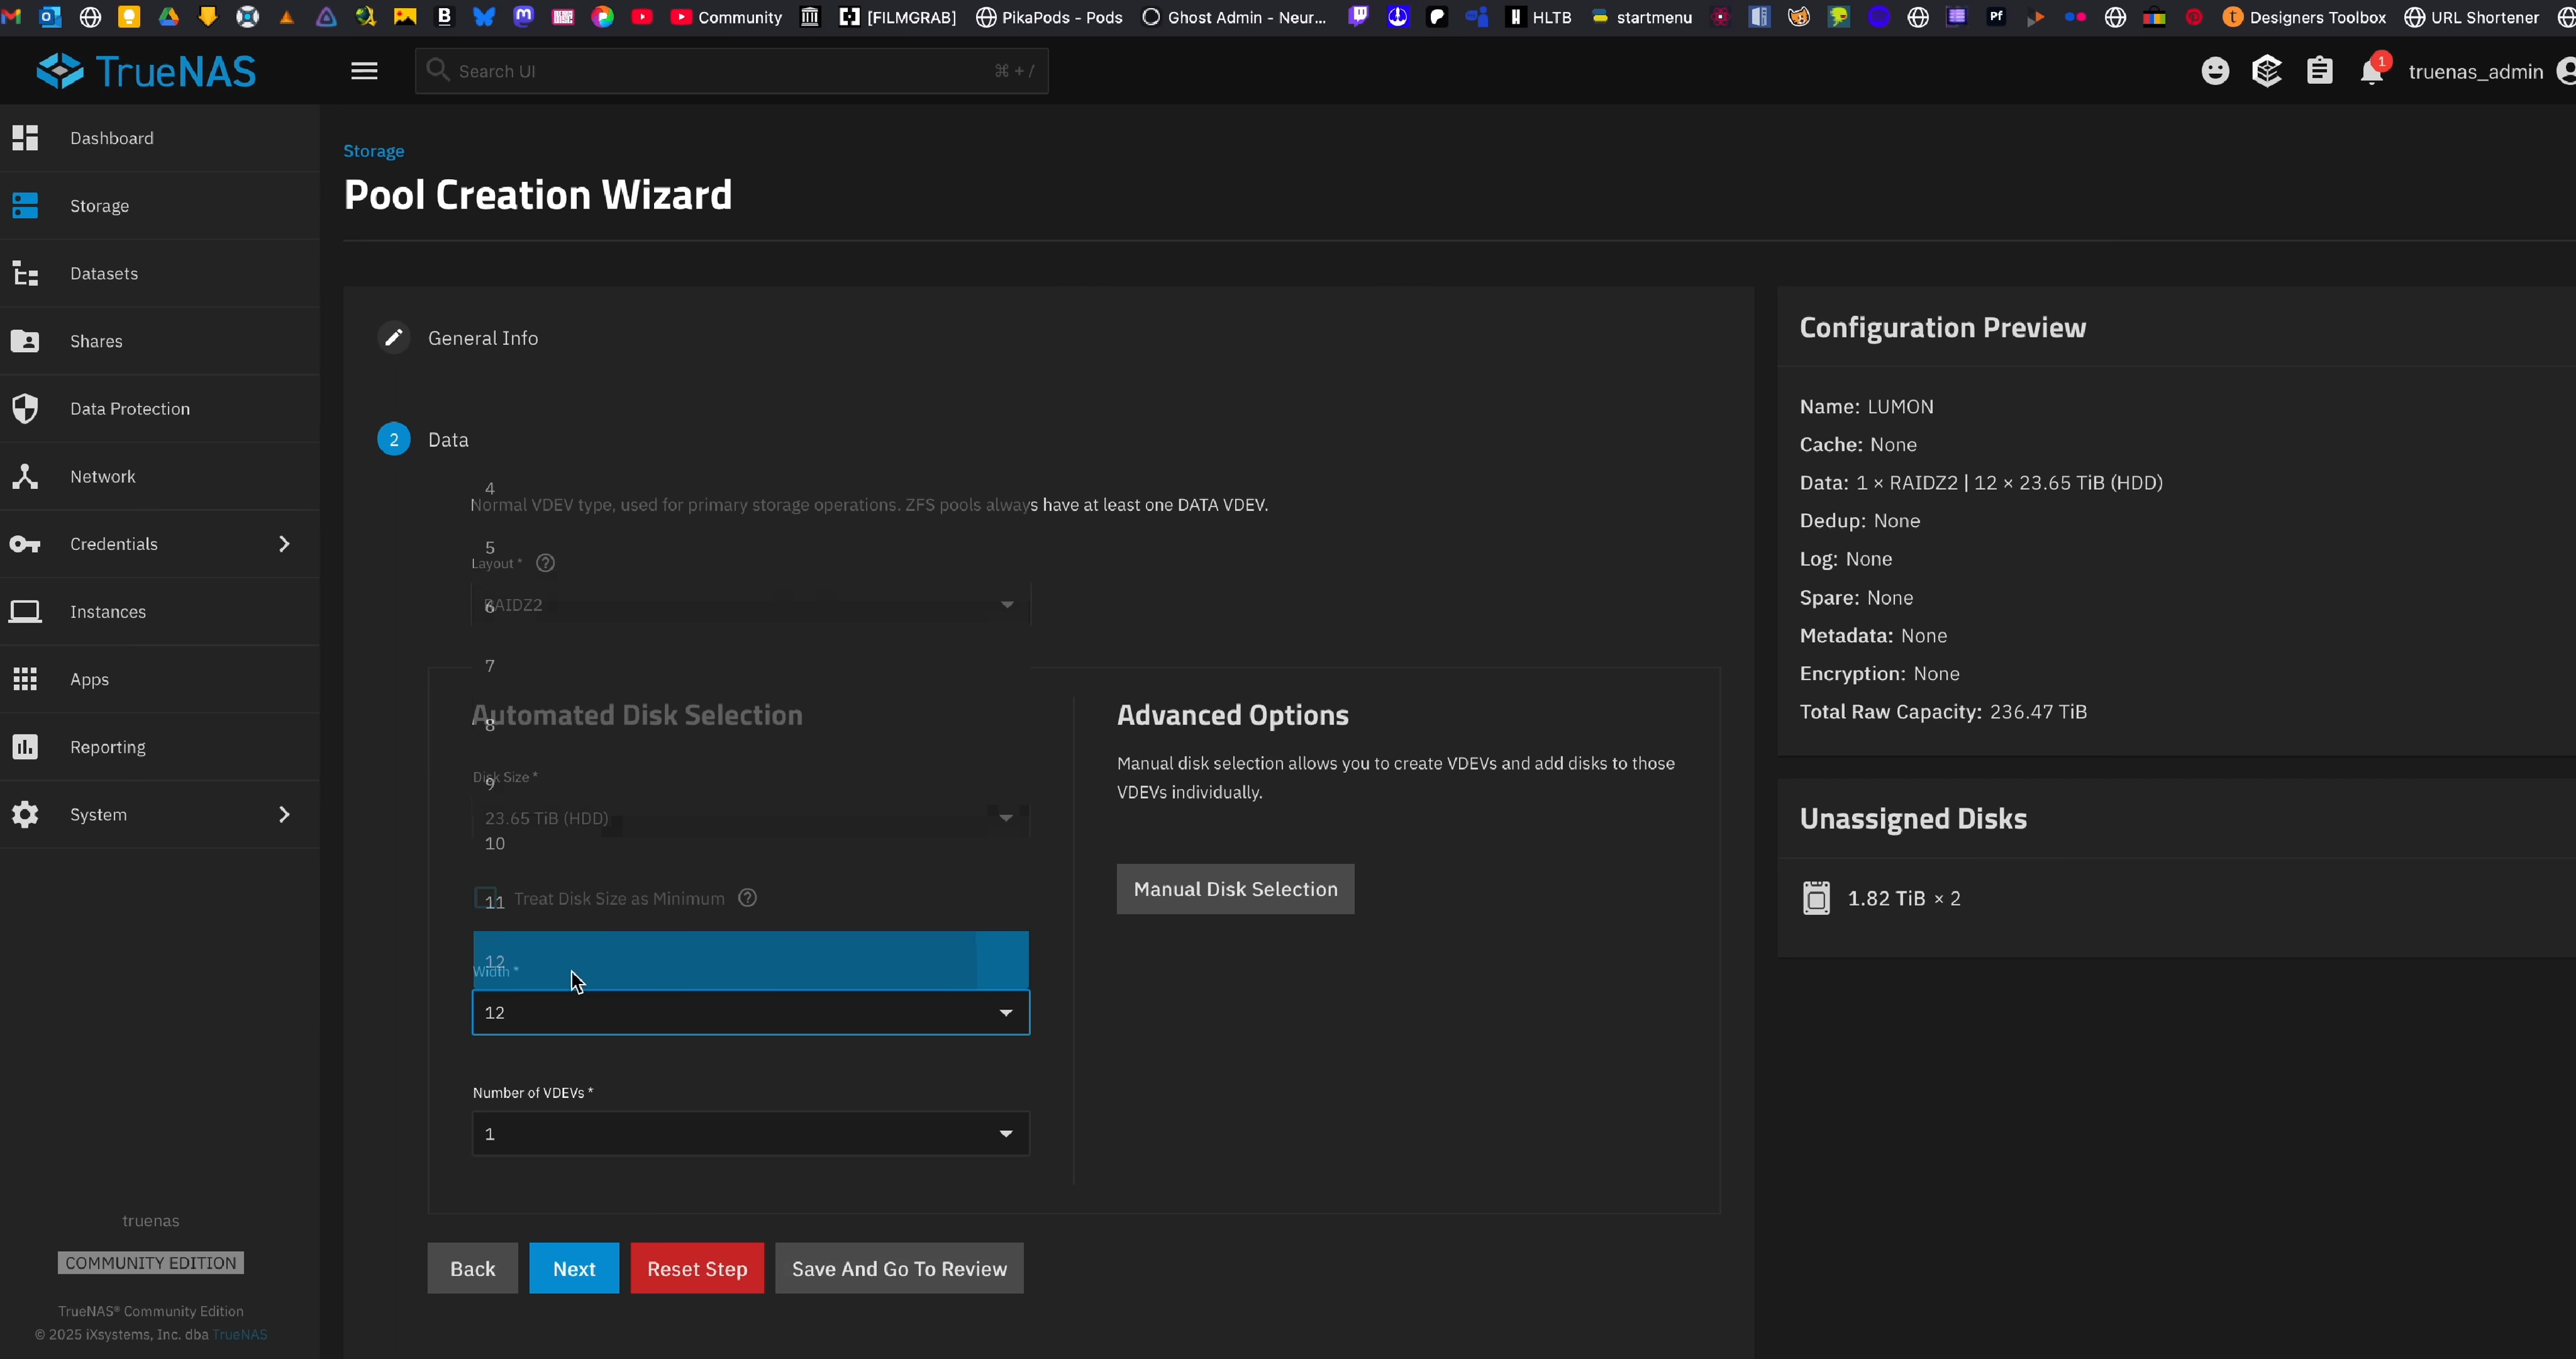 Community
[FILMGRAB]
PikaPods - Pods
Ghost Admin - Neur...
HLTB
startmenu
Pf
Designers Toolbox
URL Shortener
TrueNAS
Search UI
⌘ + /
1
truenas_admin
Dashboard
Storage
Datasets
Shares
Data Protection
Network
Credentials
Instances
Apps
Reporting
System
truenas
COMMUNITY EDITION
TrueNAS® Community Edition
© 2025 iXsystems, Inc. dba TrueNAS
Storage
Pool Creation Wizard
General Info
2 Data
4
Normal VDEV type, used for primary storage operations. ZFS pools always have at least one DATA VDEV.
5
Layout *
RAIDZ2
6
7
Automated Disk Selection
8
Disk Size *
9
23.65 TiB (HDD)
10
Treat Disk Size as Minimum
11
12
Width *
12
Number of VDEVs *
1
Advanced Options
Manual disk selection allows you to create VDEVs and add disks to those
VDEVs individually.
Manual Disk Selection
Back
Next
Reset Step
Save And Go To Review
Configuration Preview
Name: LUMON
Cache: None
Data: 1 × RAIDZ2 | 12 × 23.65 TiB (HDD)
Dedup: None
Log: None
Spare: None
Metadata: None
Encryption: None
Total Raw Capacity: 236.47 TiB
Unassigned Disks
1.82 TiB × 2